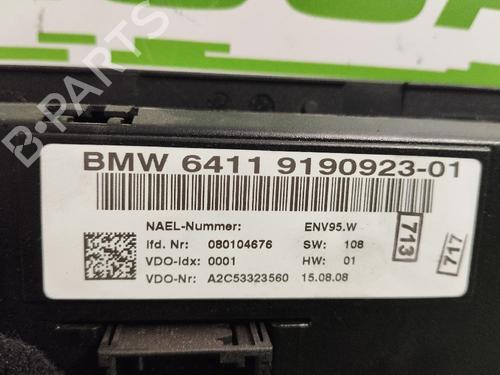 BMW 6411 9190923-01
NAEL-Nummer: ENV95.W
lfd. Nr: 080104676 SW: 108
VDO-Idx: 0001 HW: 01
VDO-Nr: A2C53323560 15.08.08
713
717
B-PARTS